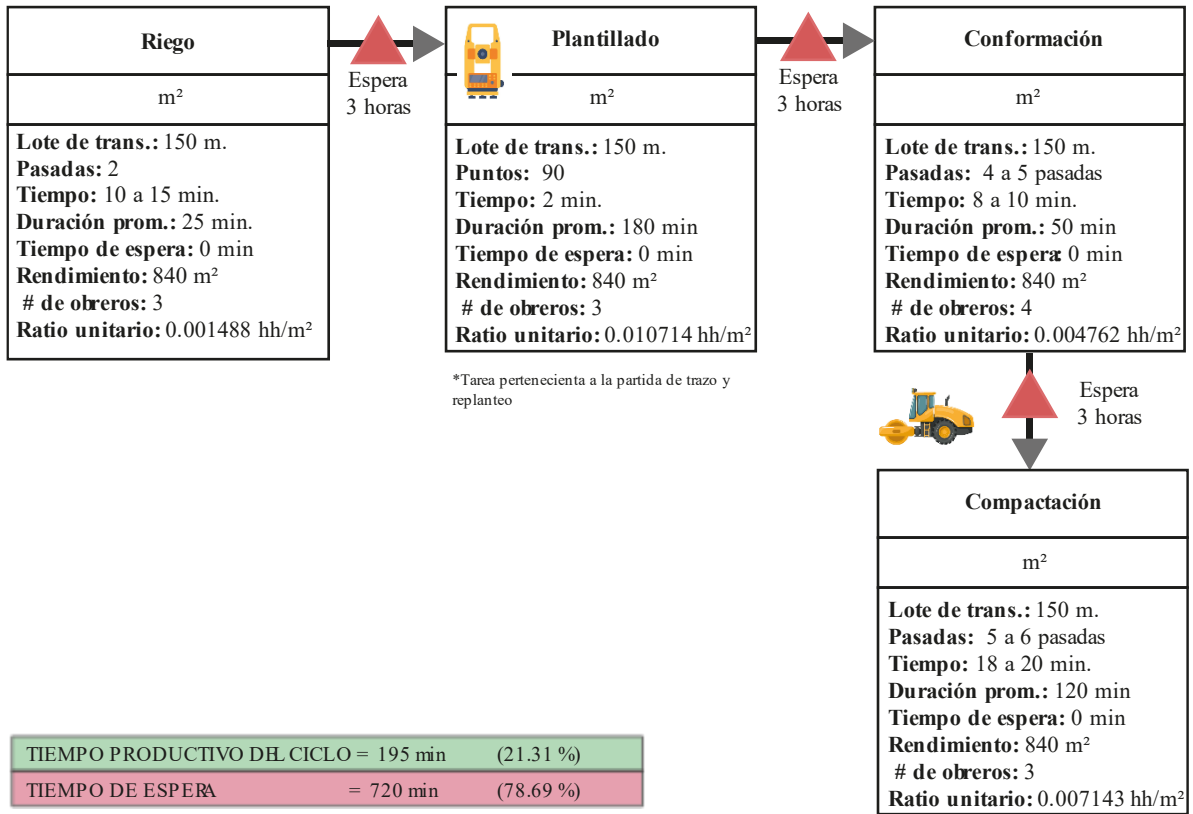 Riego
m²
Lote de trans.: 150 m.
Pasadas: 2
Tiempo: 10 a 15 min.
Duración prom.: 25 min.
Tiempo de espera: 0 min
Rendimiento: 840 m²
# de obreros: 3
Ratio unitario: 0.001488 hh/m²
Espera
3 horas
Plantillado
m²
Lote de trans.: 150 m.
Puntos: 90
Tiempo: 2 min.
Duración prom.: 180 min
Tiempo de espera: 0 min
Rendimiento: 840 m²
# de obreros: 3
Ratio unitario: 0.010714 hh/m²
*Tarea pertenecienta a la partida de trazo y
replanteo
Espera
3 horas
Conformación
m²
Lote de trans.: 150 m.
Pasadas: 4 a 5 pasadas
Tiempo: 8 a 10 min.
Duración prom.: 50 min
Tiempo de espera: 0 min
Rendimiento: 840 m²
# de obreros: 4
Ratio unitario: 0.004762 hh/m²
Espera
3 horas
Compactación
m²
Lote de trans.: 150 m.
Pasadas: 5 a 6 pasadas
Tiempo: 18 a 20 min.
Duración prom.: 120 min
Tiempo de espera: 0 min
Rendimiento: 840 m²
# de obreros: 3
Ratio unitario: 0.007143 hh/m²
TIEMPO PRODUCTIVO DEL CICLO = 195 min (21.31 %)
TIEMPO DE ESPERA = 720 min (78.69 %)